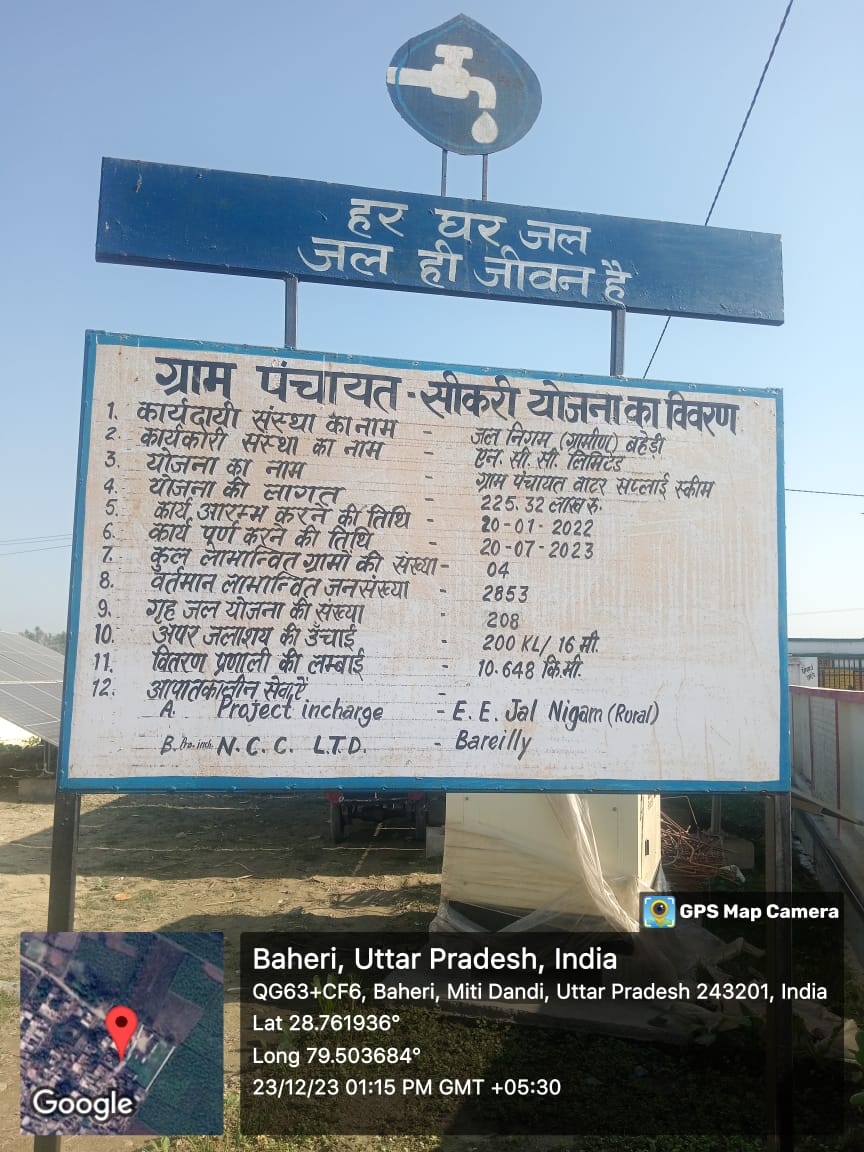 हर घर जल
जल ही जीवन है
ग्राम पंचायत - सीकरी योजना का विवरण
1. कार्यदायी संस्था का नाम - जल निगम (ग्रामीण) बहेड़ी
2. कार्यकारी संस्था का नाम - एन. सी. सी. लिमिटेड
3. योजना का नाम - ग्राम पंचायत वाटर सप्लाई स्कीम
4. योजना की लागत - 225.32 लाख रु.
5. कार्य आरम्भ करने की तिथि - 20-01-2022
6. कार्य पूर्ण करने की तिथि - 20-07-2023
7. कुल लाभान्वित ग्रामों की संख्या - 04
8. वर्तमान लाभान्वित जनसंख्या - 2853
9. गृह जल योजना की संख्या - 208
10. अपर जलाशय की ऊँचाई - 200 KL/ 16 मी.
11. वितरण प्रणाली की लम्बाई - 10.648 कि.मी.
12. आपातकालीन सेवाऐं -
A. Project incharge - E. E. Jal Nigam (Rural)
B. Pro. inch. N. C. C. L.T.D. - Bareilly
GPS Map Camera
Baheri, Uttar Pradesh, India
QG63+CF6, Baheri, Miti Dandi, Uttar Pradesh 243201, India
Lat 28.761936°
Long 79.503684°
23/12/23 01:15 PM GMT +05:30
Google